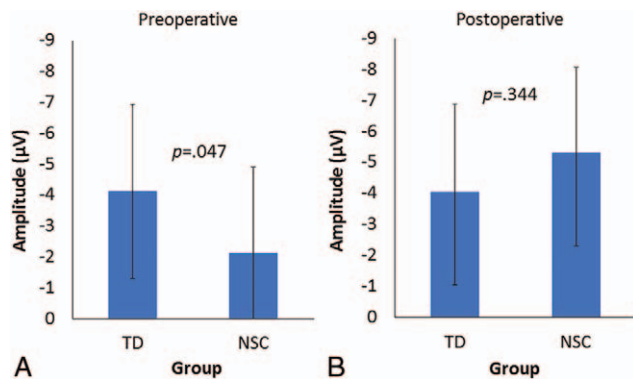 Preoperative
-9
-8
-7
-6
-5
-4
-3
-2
-1
0
Amplitude (µV)
p=.047
TD NSC
Group
A
Postoperative
-9
-8
-7
-6
-5
-4
-3
-2
-1
0
Amplitude (µV)
p=.344
TD NSC
Group
B